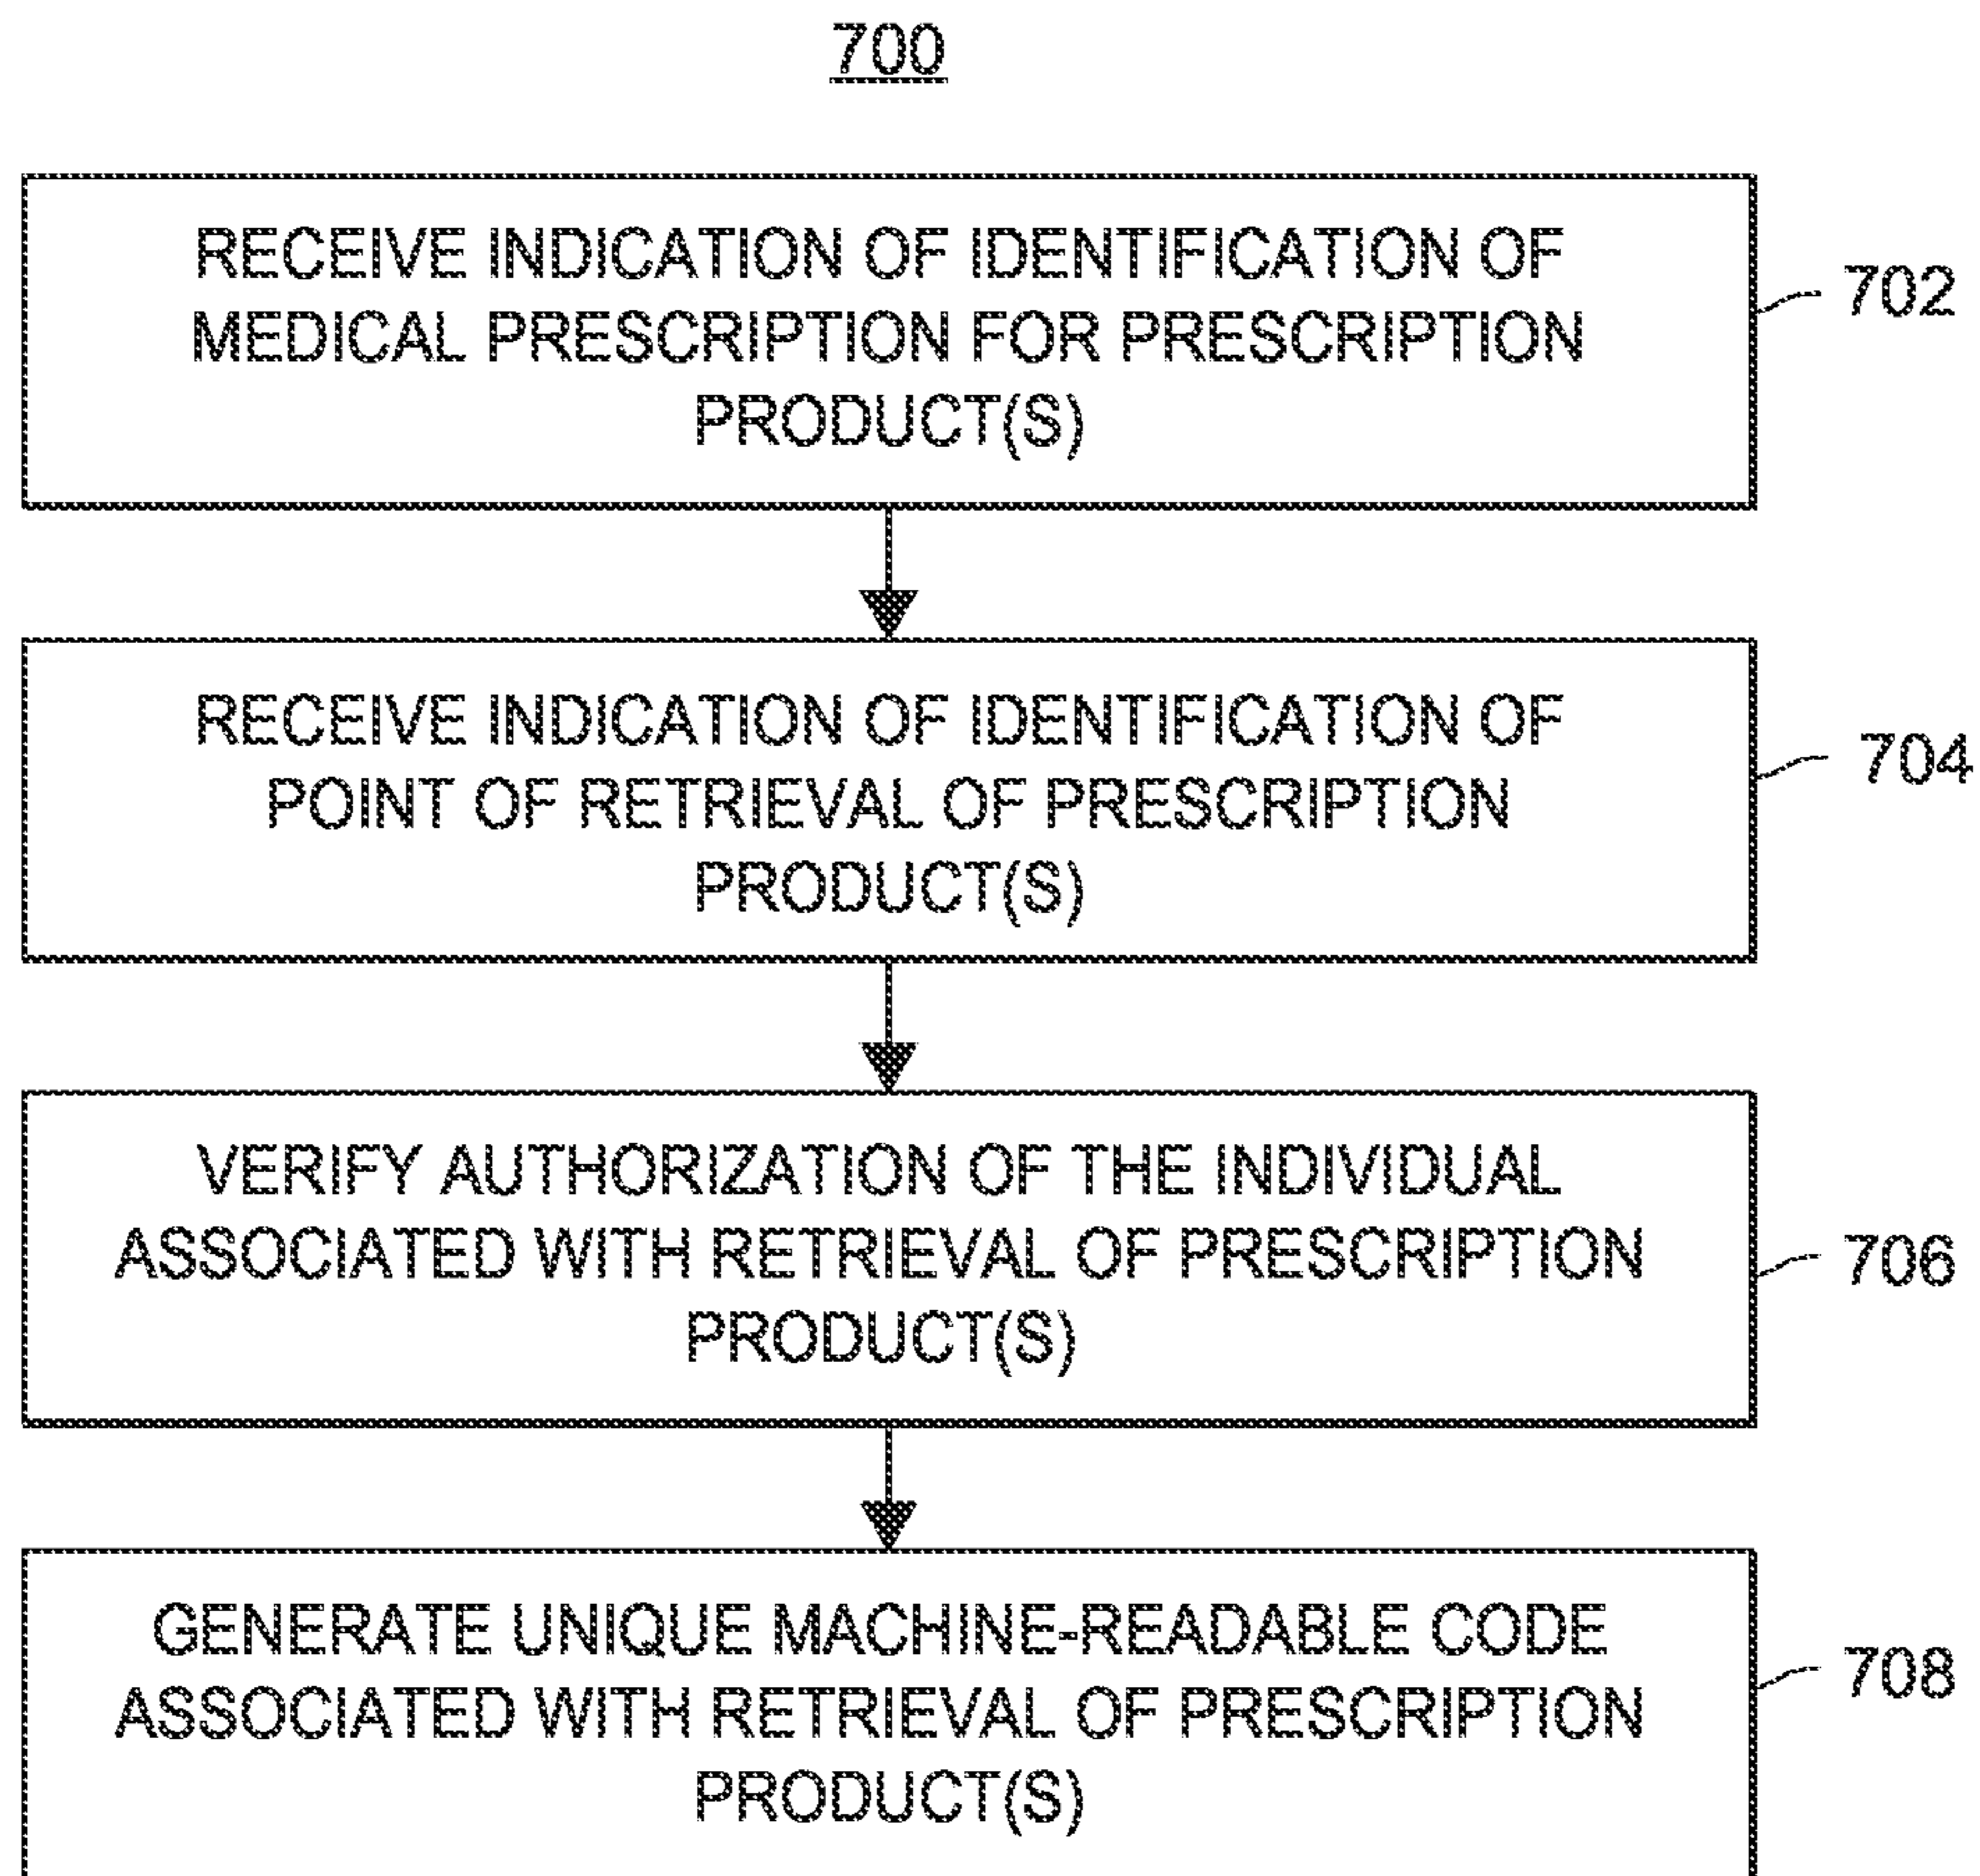 700
RECEIVE INDICATION OF IDENTIFICATION OF
MEDICAL PRESCRIPTION FOR PRESCRIPTION
PRODUCT(S)
702
RECEIVE INDICATION OF IDENTIFICATION OF
POINT OF RETRIEVAL OF PRESCRIPTION
PRODUCT(S)
704
VERIFY AUTHORIZATION OF THE INDIVIDUAL
ASSOCIATED WITH RETRIEVAL OF PRESCRIPTION
PRODUCT(S)
706
GENERATE UNIQUE MACHINE-READABLE CODE
ASSOCIATED WITH RETRIEVAL OF PRESCRIPTION
PRODUCT(S)
708